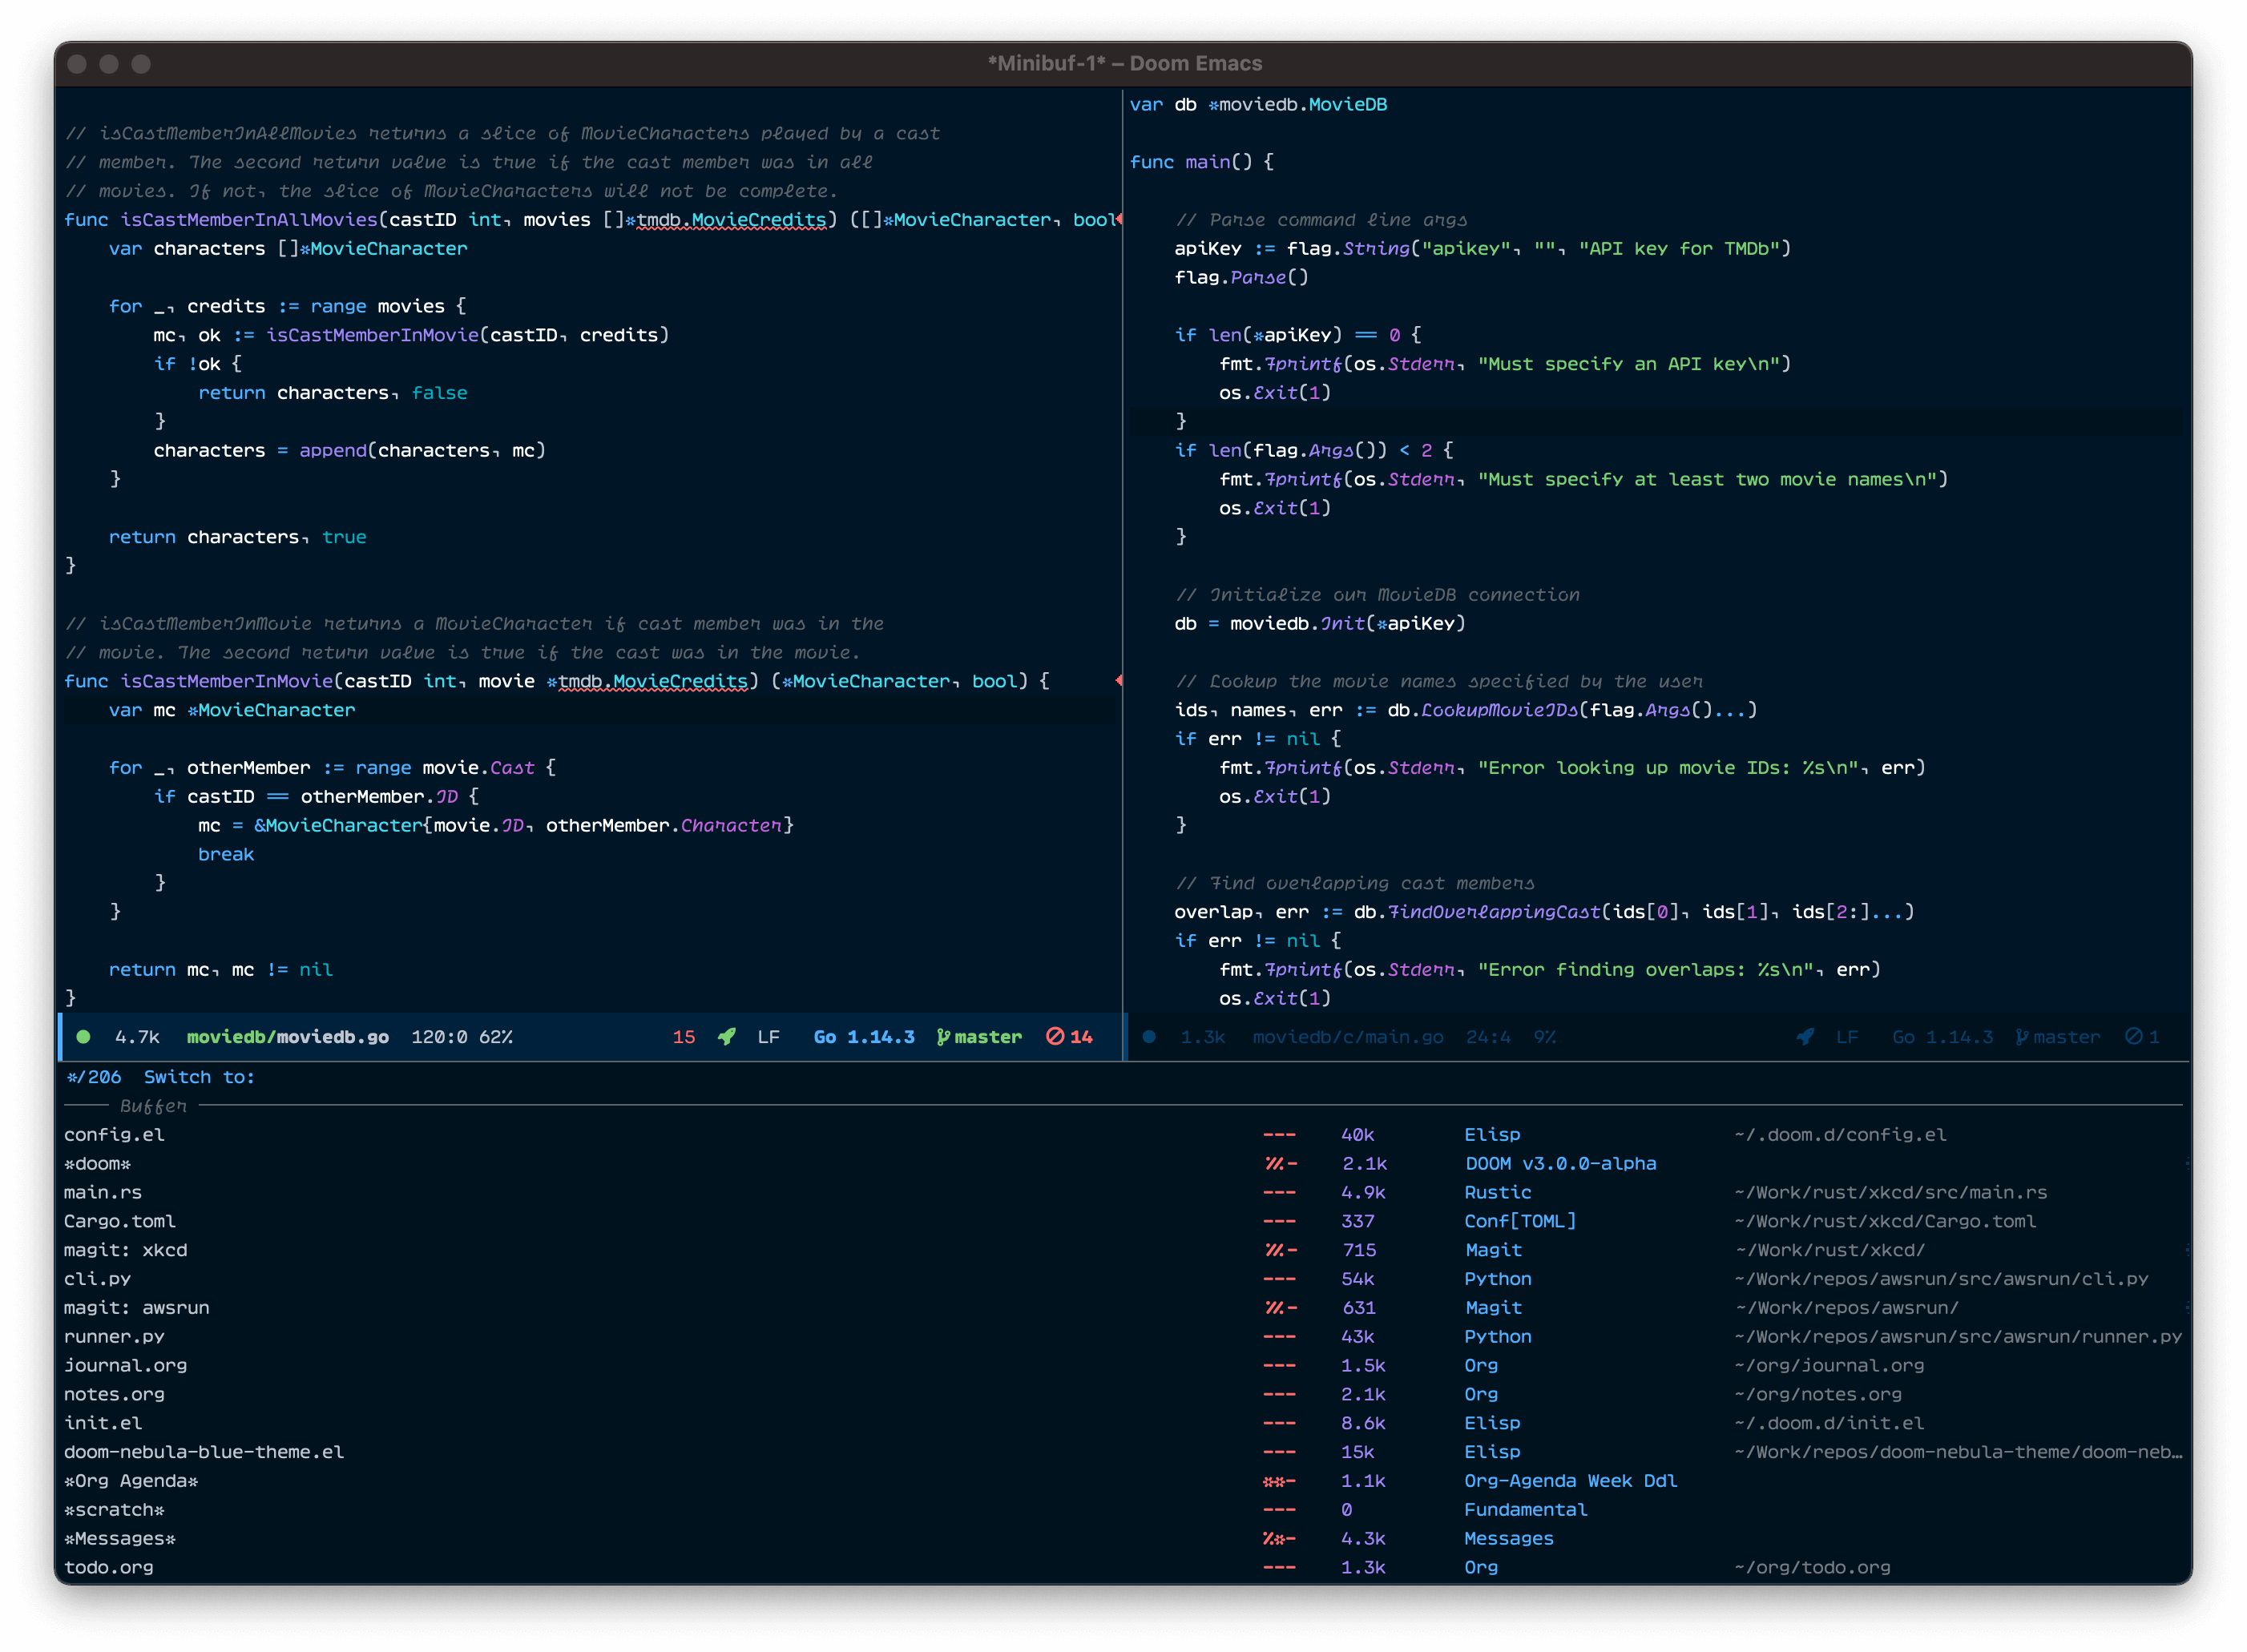 *Minibuf-1* – Doom Emacs
// isCastMemberInAllMovies returns a slice of MovieCharacters played by a cast
// member. The second return value is true if the cast member was in all
// movies. If not, the slice of MovieCharacters will not be complete.
func isCastMemberInAllMovies(castID int, movies []*tmdb.MovieCredits) ([]*MovieCharacter, bool
    var characters []*MovieCharacter
    for _, credits := range movies {
        mc, ok := isCastMemberInMovie(castID, credits)
        if !ok {
            return characters, false
        }
        characters = append(characters, mc)
    }
    return characters, true
}
// isCastMemberInMovie returns a MovieCharacter if cast member was in the
// movie. The second return value is true if the cast was in the movie.
func isCastMemberInMovie(castID int, movie *tmdb.MovieCredits) (*MovieCharacter, bool) {
    var mc *MovieCharacter
    for _, otherMember := range movie.Cast {
        if castID == otherMember.ID {
            mc = &MovieCharacter{movie.ID, otherMember.Character}
            break
        }
    }
    return mc, mc != nil
}
4.7k moviedb/moviedb.go 120:0 62% 15 LF Go 1.14.3 master 14
var db *moviedb.MovieDB
func main() {
    // Parse command line args
    apiKey := flag.String("apikey", "", "API key for TMDb")
    flag.Parse()
    if len(*apiKey) == 0 {
        fmt.Fprintf(os.Stderr, "Must specify an API key\n")
        os.Exit(1)
    }
    if len(flag.Args()) < 2 {
        fmt.Fprintf(os.Stderr, "Must specify at least two movie names\n")
        os.Exit(1)
    }
    // Initialize our MovieDB connection
    db = moviedb.Init(*apiKey)
    // Lookup the movie names specified by the user
    ids, names, err := db.LookupMovieIDs(flag.Args()...)
    if err != nil {
        fmt.Fprintf(os.Stderr, "Error looking up movie IDs: %s\n", err)
        os.Exit(1)
    }
    // Find overlapping cast members
    overlap, err := db.FindOverlappingCast(ids[0], ids[1], ids[2:]...)
    if err != nil {
        fmt.Fprintf(os.Stderr, "Error finding overlaps: %s\n", err)
        os.Exit(1)
1.3k moviedb/c/main.go 24:4 9% LF Go 1.14.3 master 1
*/206 Switch to:
Buffer
config.el --- 40k Elisp ~/.doom.d/config.el
*doom* %%- 2.1k DOOM v3.0.0-alpha
main.rs --- 4.9k Rustic ~/Work/rust/xkcd/src/main.rs
Cargo.toml --- 337 Conf[TOML] ~/Work/rust/xkcd/Cargo.toml
magit: xkcd %%- 715 Magit ~/Work/rust/xkcd/
cli.py --- 54k Python ~/Work/repos/awsrun/src/awsrun/cli.py
magit: awsrun %%- 631 Magit ~/Work/repos/awsrun/
runner.py --- 43k Python ~/Work/repos/awsrun/src/awsrun/runner.py
journal.org --- 1.5k Org ~/org/journal.org
notes.org --- 2.1k Org ~/org/notes.org
init.el --- 8.6k Elisp ~/.doom.d/init.el
doom-nebula-blue-theme.el --- 15k Elisp ~/Work/repos/doom-nebula-theme/doom-neb…
*Org Agenda* **- 1.1k Org-Agenda Week Ddl
*scratch* --- 0 Fundamental
*Messages* %*- 4.3k Messages
todo.org --- 1.3k Org ~/org/todo.org